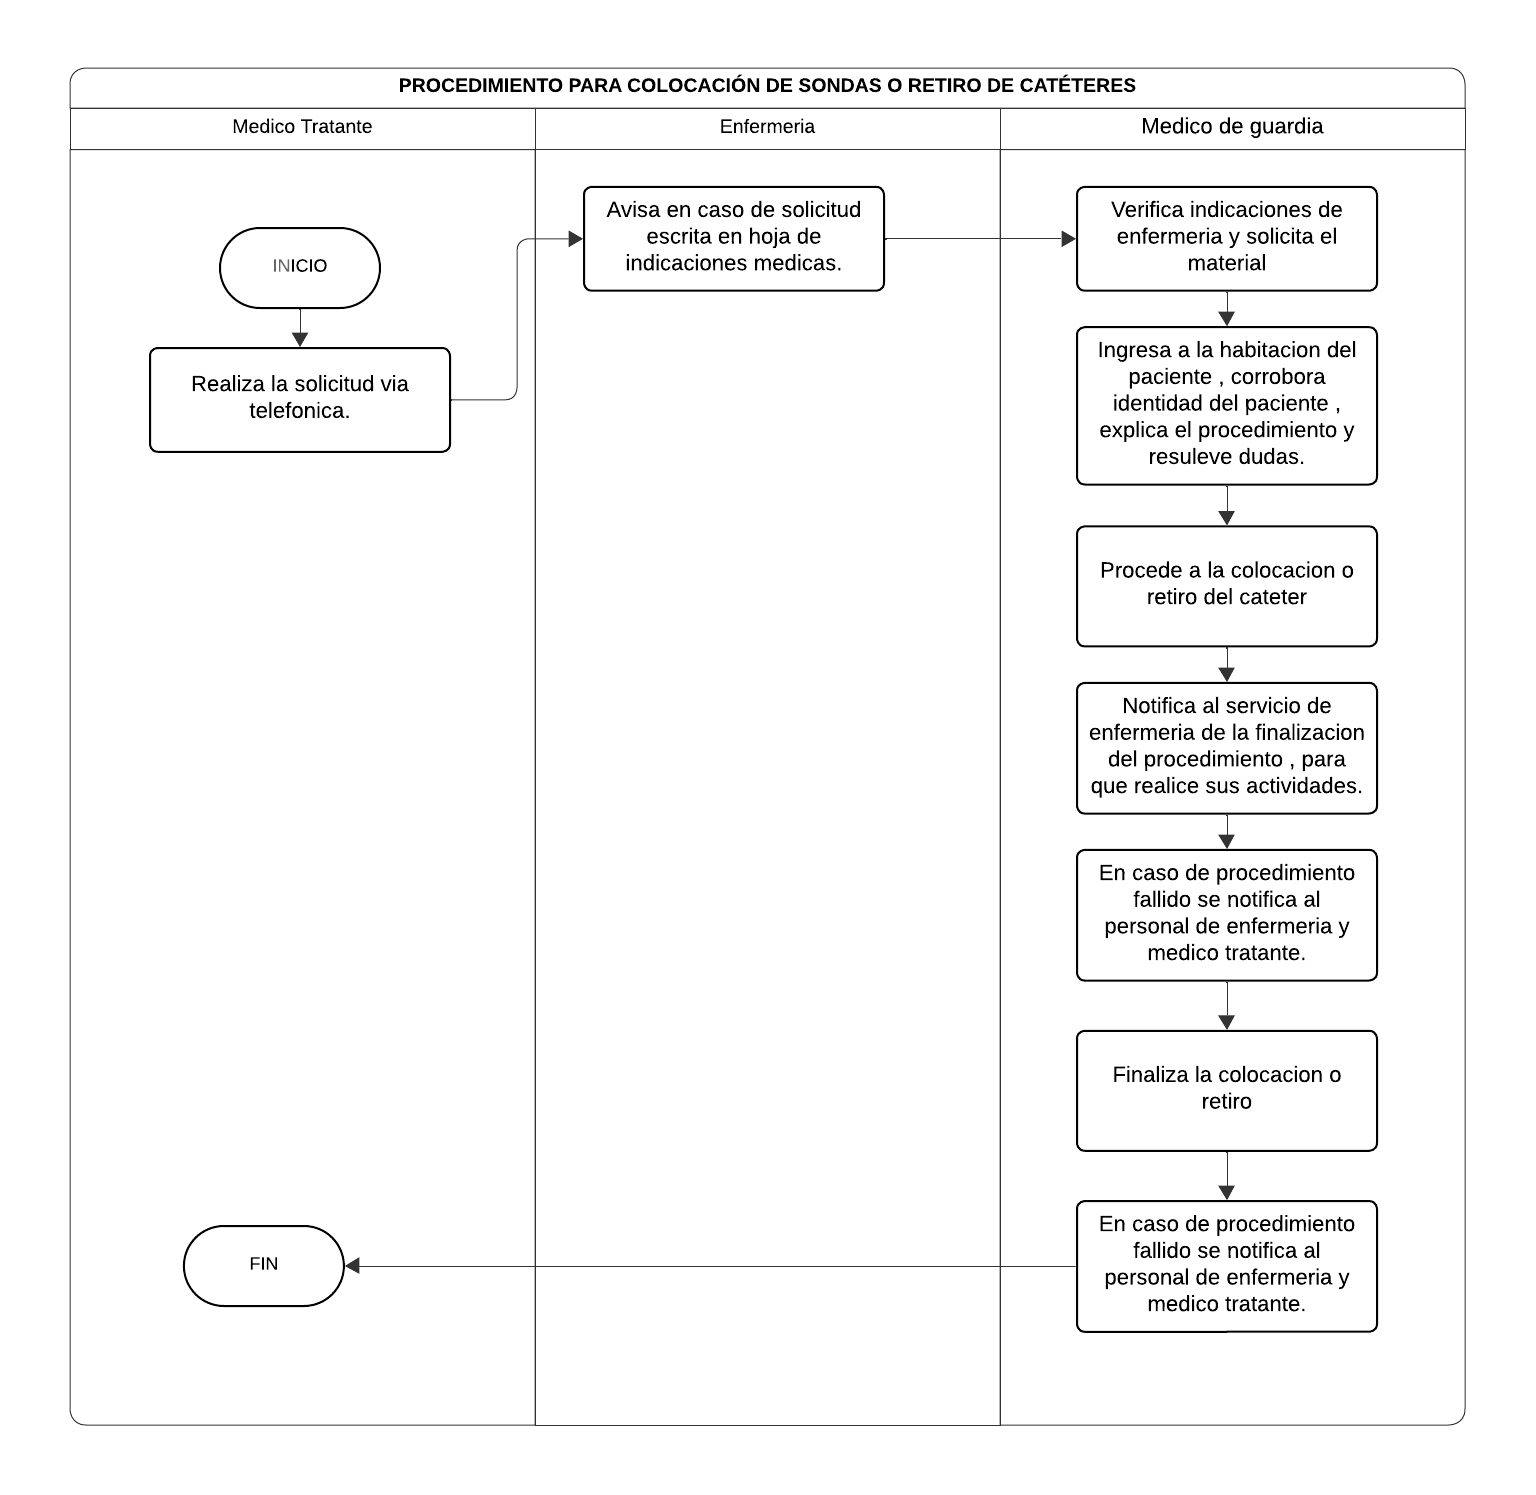 PROCEDIMIENTO PARA COLOCACIÓN DE SONDAS O RETIRO DE CATÉTERES
Medico Tratante
Enfermeria
Medico de guardia
INICIO
Realiza la solicitud via
telefonica.
Avisa en caso de solicitud
escrita en hoja de
indicaciones medicas.
Verifica indicaciones de
enfermeria y solicita el
material
Ingresa a la habitacion del
paciente , corrobora
identidad del paciente ,
explica el procedimiento y
resuleve dudas.
Procede a la colocacion o
retiro del cateter
Notifica al servicio de
enfermeria de la finalizacion
del procedimiento , para
que realice sus actividades.
En caso de procedimiento
fallido se notifica al
personal de enfermeria y
medico tratante.
Finaliza la colocacion o
retiro
En caso de procedimiento
fallido se notifica al
personal de enfermeria y
medico tratante.
FIN